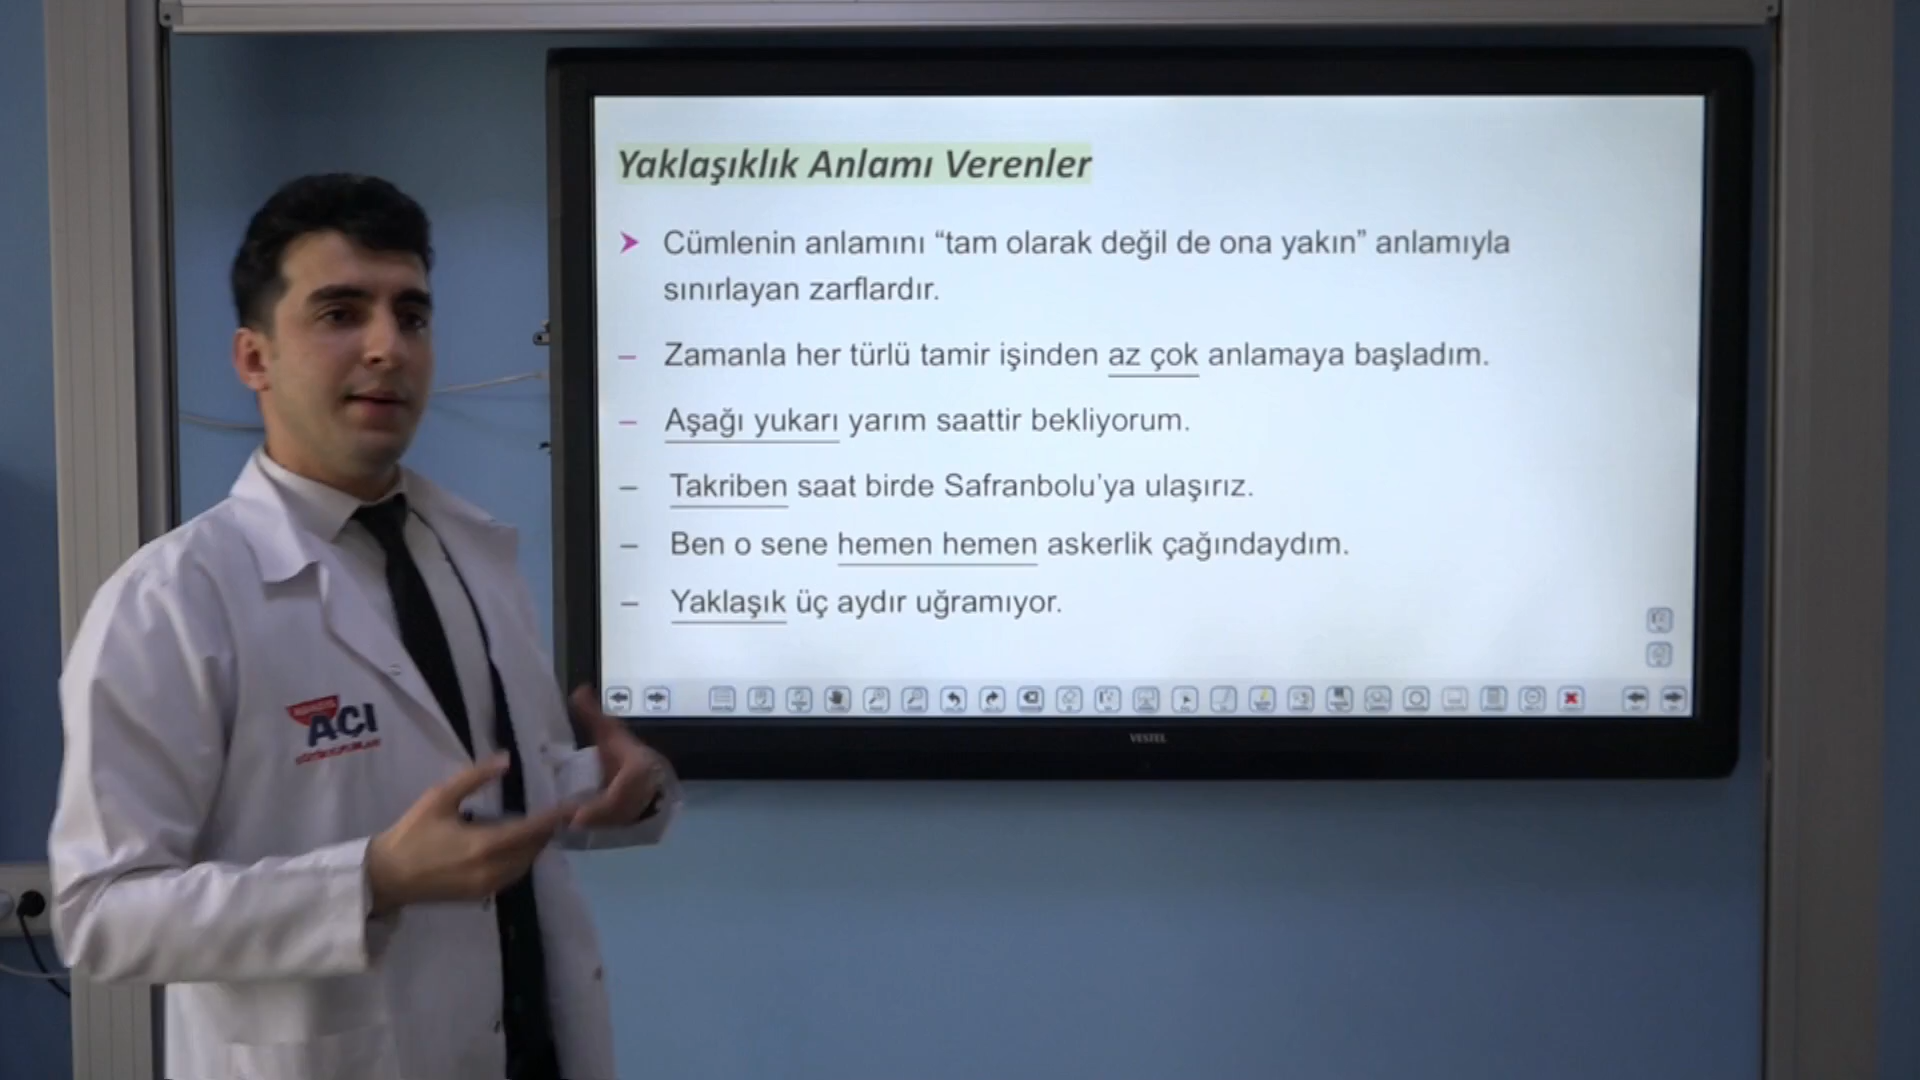 Yaklaşıklık Anlamı Verenler
➤ Cümlenin anlamını “tam olarak değil de ona yakın” anlamıyla
sınırlayan zarflardır.
– Zamanla her türlü tamir işinden az çok anlamaya başladım.
– Aşağı yukarı yarım saattir bekliyorum.
– Takriben saat birde Safranbolu’ya ulaşırız.
– Ben o sene hemen hemen askerlik çağındaydım.
– Yaklaşık üç aydır uğramıyor.
VESTEL
AÇI